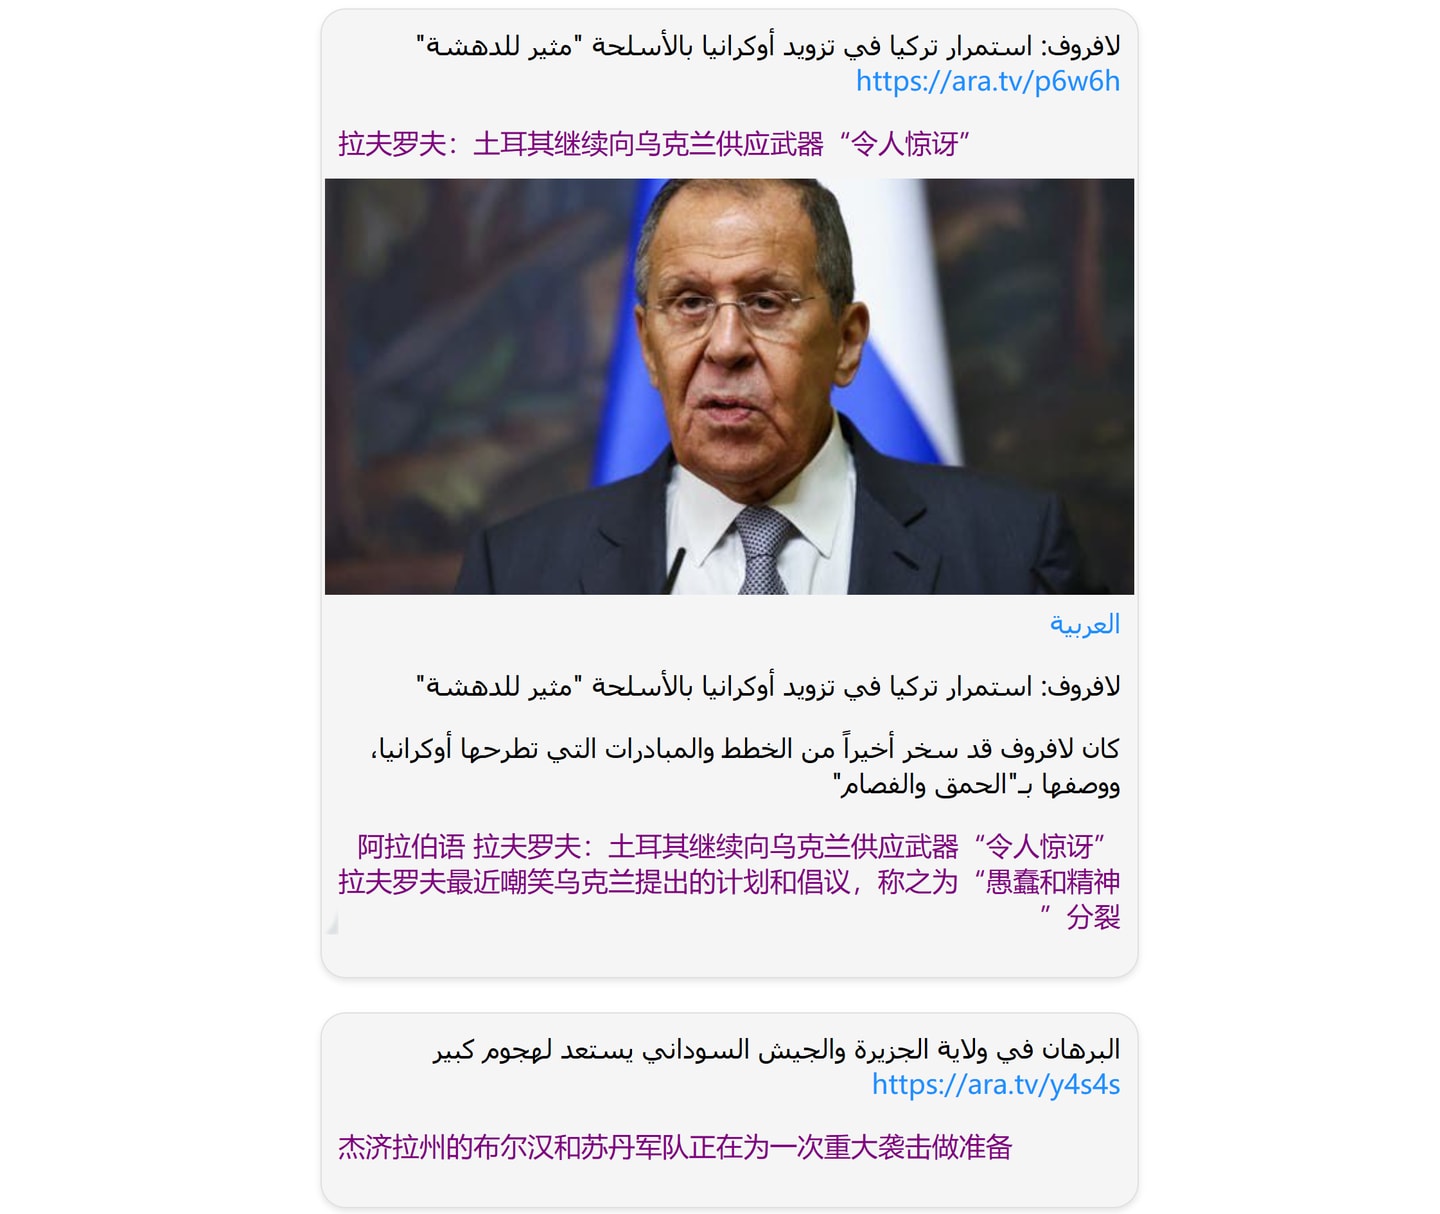 لافروف: استمرار تركيا في تزويد أوكرانيا بالأسلحة "مثير للدهشة"
https://ara.tv/p6w6h
拉夫罗夫：土耳其继续向乌克兰供应武器“令人惊讶”
العربية
لافروف: استمرار تركيا في تزويد أوكرانيا بالأسلحة "مثير للدهشة"
كان لافروف قد سخر أخيراً من الخطط والمبادرات التي تطرحها أوكرانيا،
ووصفها بـ"الحمق والفصام"
阿拉伯语 拉夫罗夫：土耳其继续向乌克兰供应武器“令人惊讶”
拉夫罗夫最近嘲笑乌克兰提出的计划和倡议，称之为“愚蠢和精神
分裂”
البرهان في ولاية الجزيرة والجيش السوداني يستعد لهجوم كبير
https://ara.tv/y4s4s
杰济拉州的布尔汉和苏丹军队正在为一次重大袭击做准备